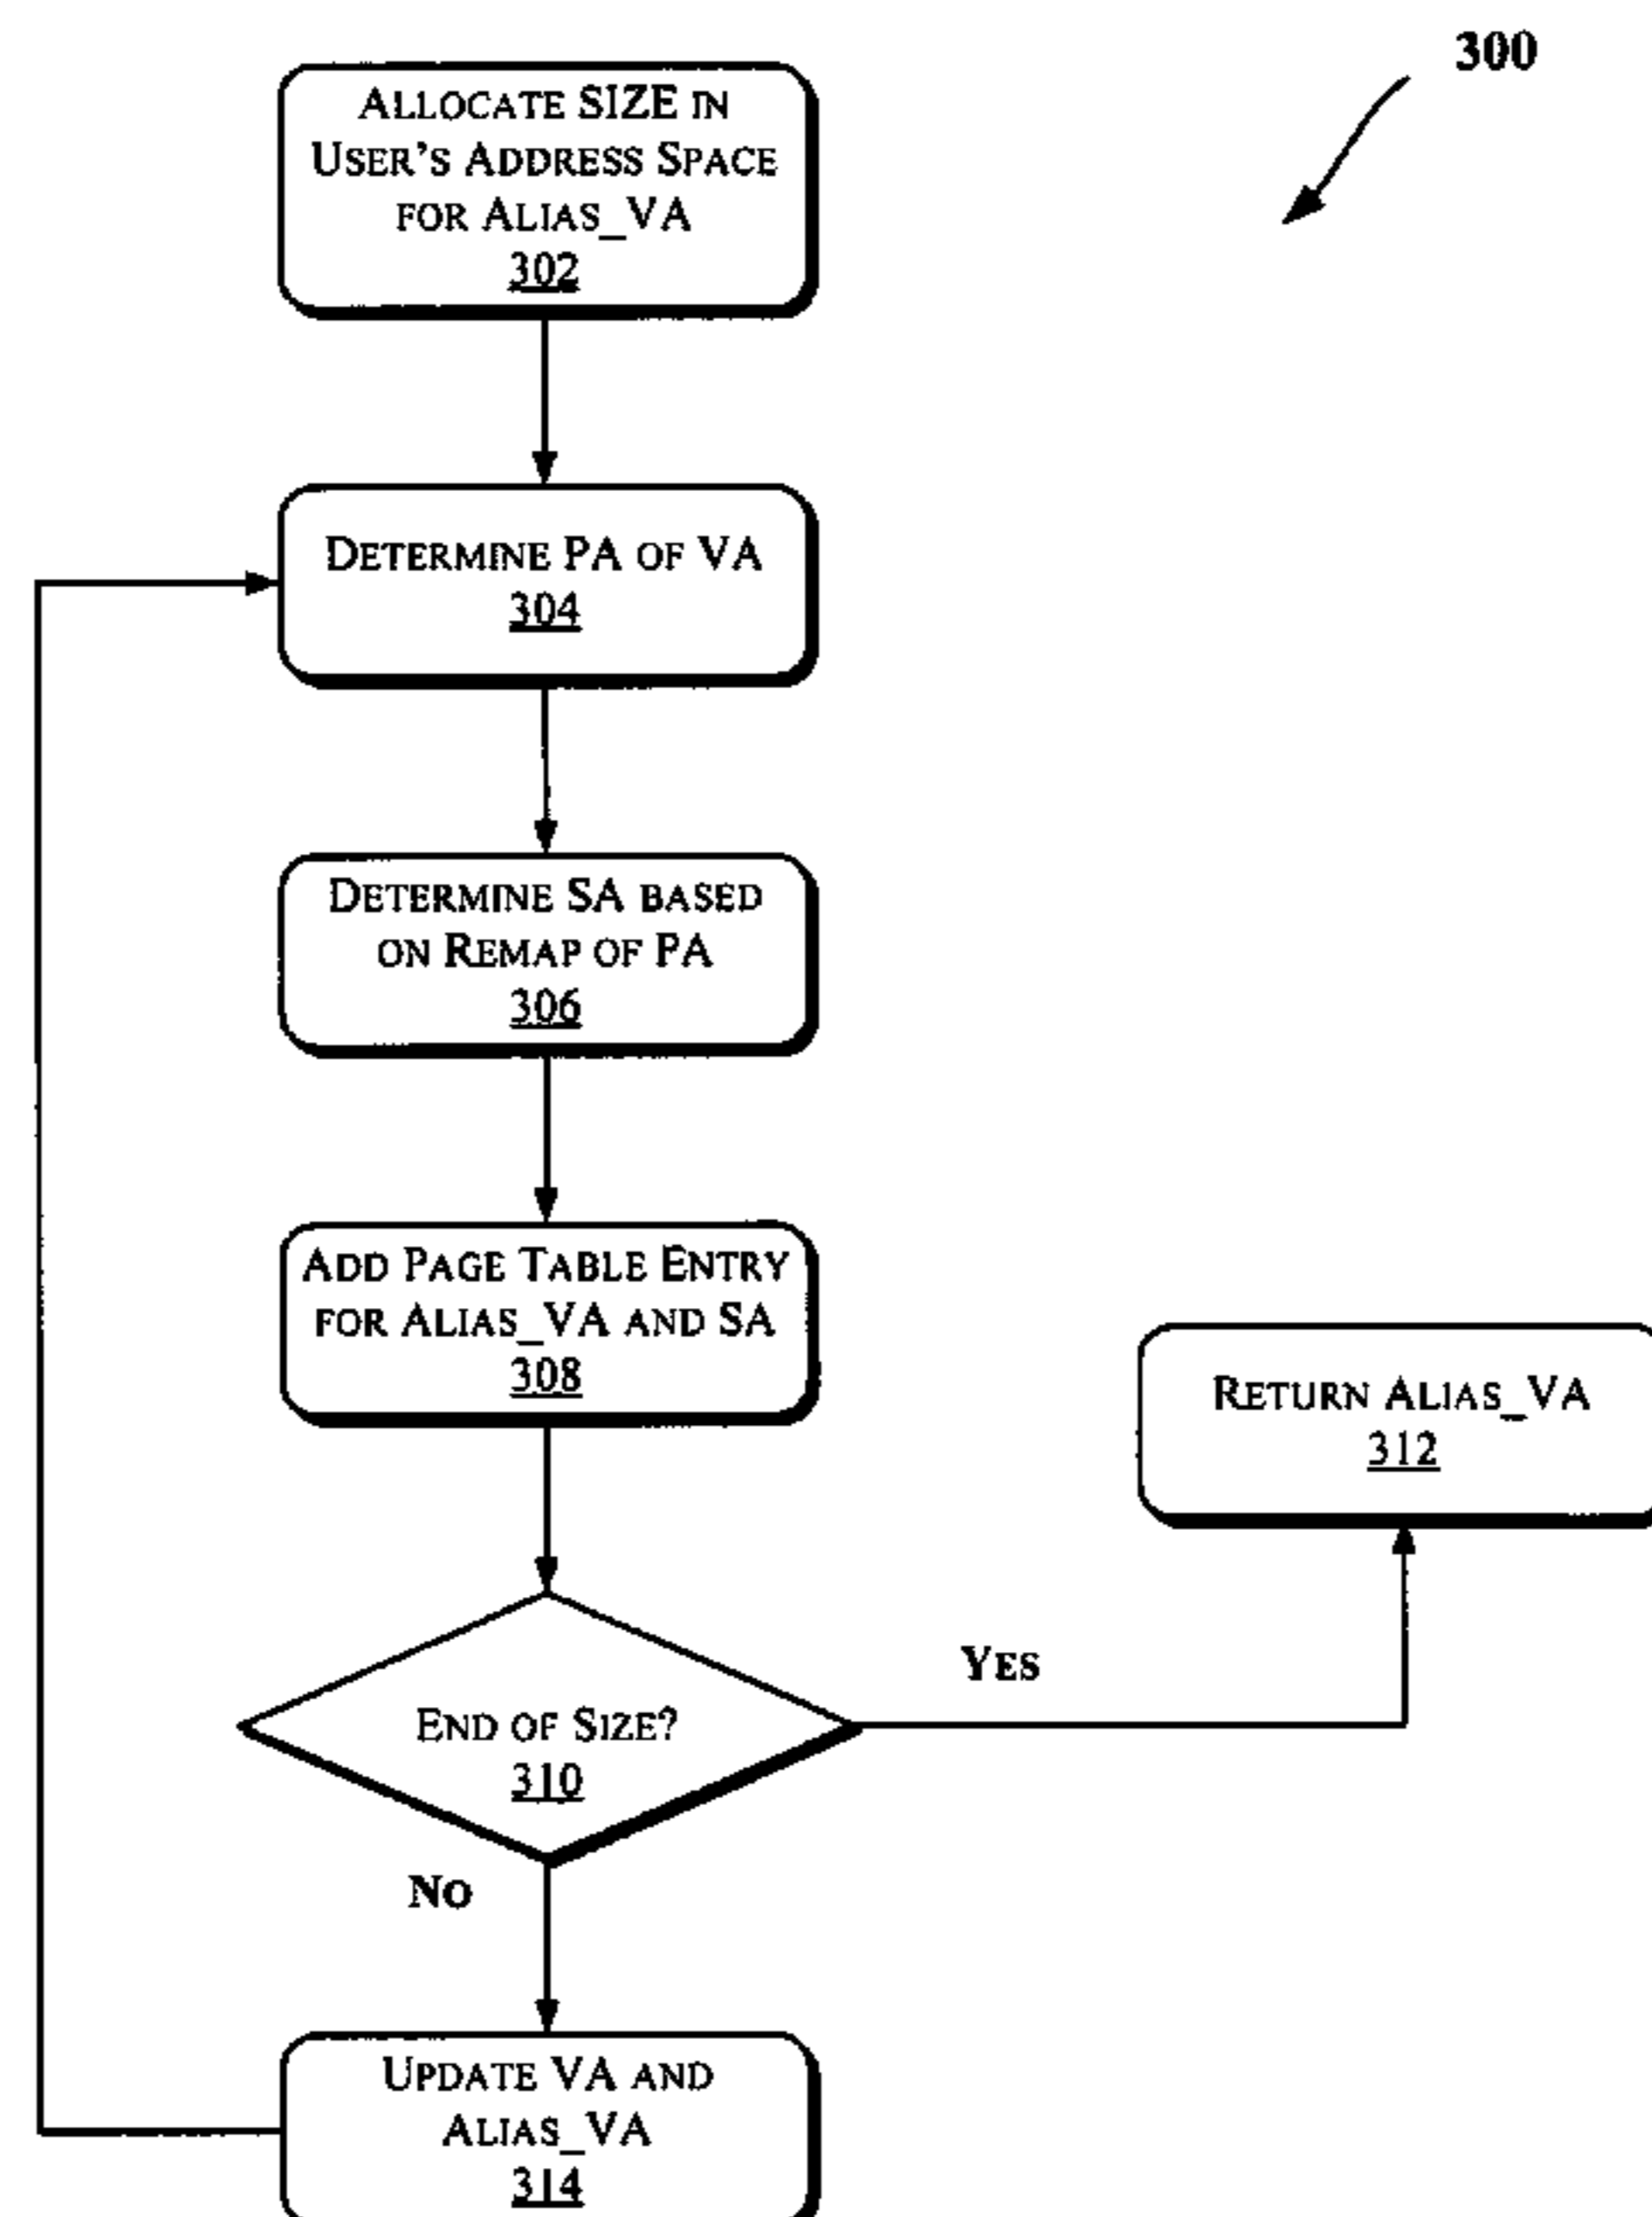 300
ALLOCATE SIZE IN
USER'S ADDRESS SPACE
FOR ALIAS_VA
302
DETERMINE PA OF VA
304
DETERMINE SA BASED
ON REMAP OF PA
306
ADD PAGE TABLE ENTRY
FOR ALIAS_VA AND SA
308
RETURN ALIAS_VA
312
YES
END OF SIZE?
310
NO
UPDATE VA AND
ALIAS_VA
314